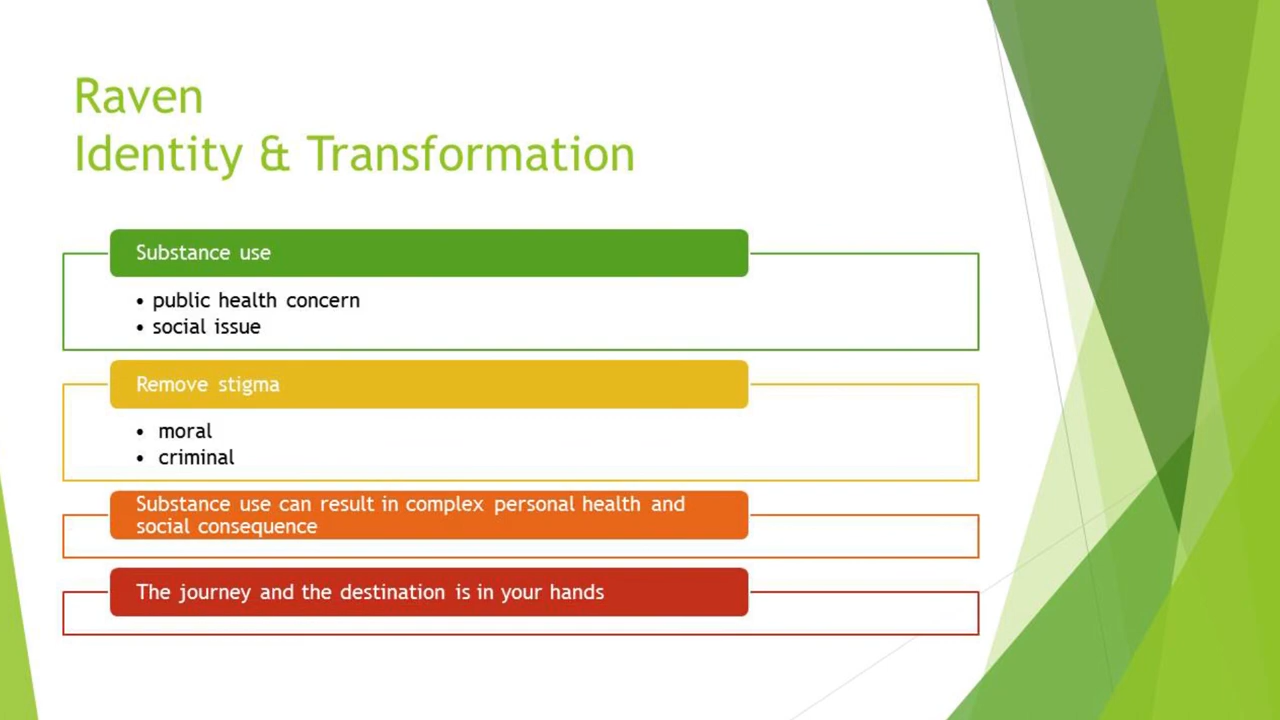 Raven
Identity & Transformation
Substance use
• public health concern
• social issue
Remove stigma
• moral
• criminal
Substance use can result in complex personal health and
social consequence
The journey and the destination is in your hands